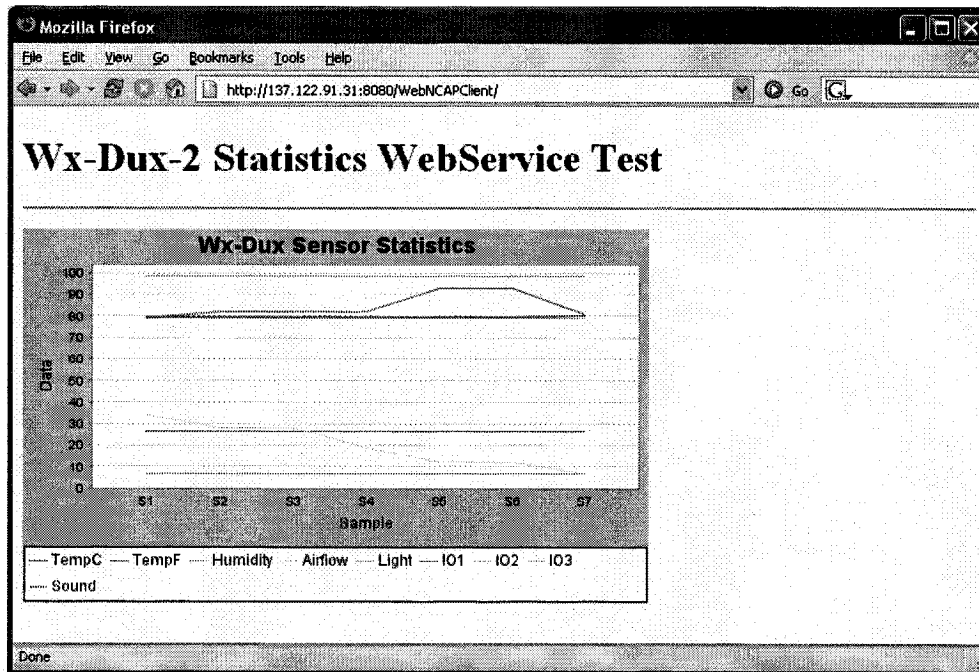 Mozilla Firefox
File Edit View Go Bookmarks Tools Help
http://137.122.91.31:8080/WebNCAPClient/ Go G
Wx-Dux-2 Statistics WebService Test
Wx-Dux Sensor Statistics
100
90
80
70
60
50
40
30
20
10
0
Data
S1 S2 S3 S4 S5 S6 S7
Sample
TempC TempF Humidity Airflow Light IO1 IO2 IO3
Sound
Done